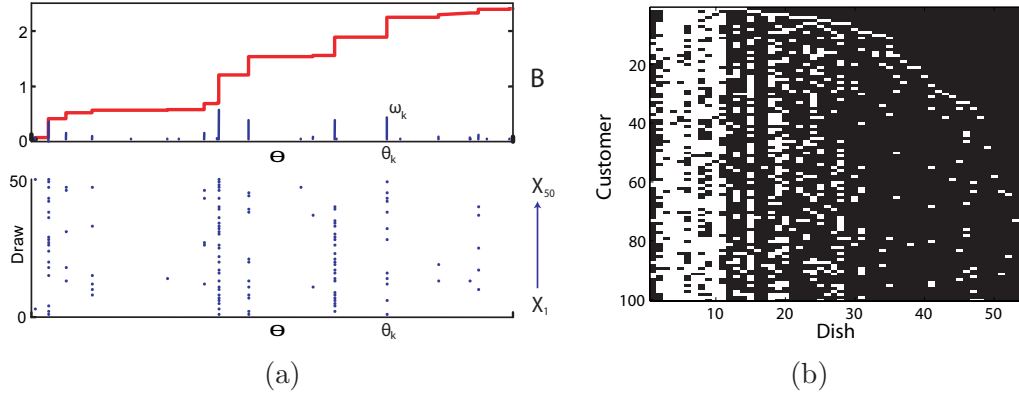 2
1
0
B
ω_k
Θ
θ_k
50
Draw
0
X_50
X_1
Θ
θ_k
(a)
20
40
60
80
100
Customer
10
20
30
40
50
Dish
(b)